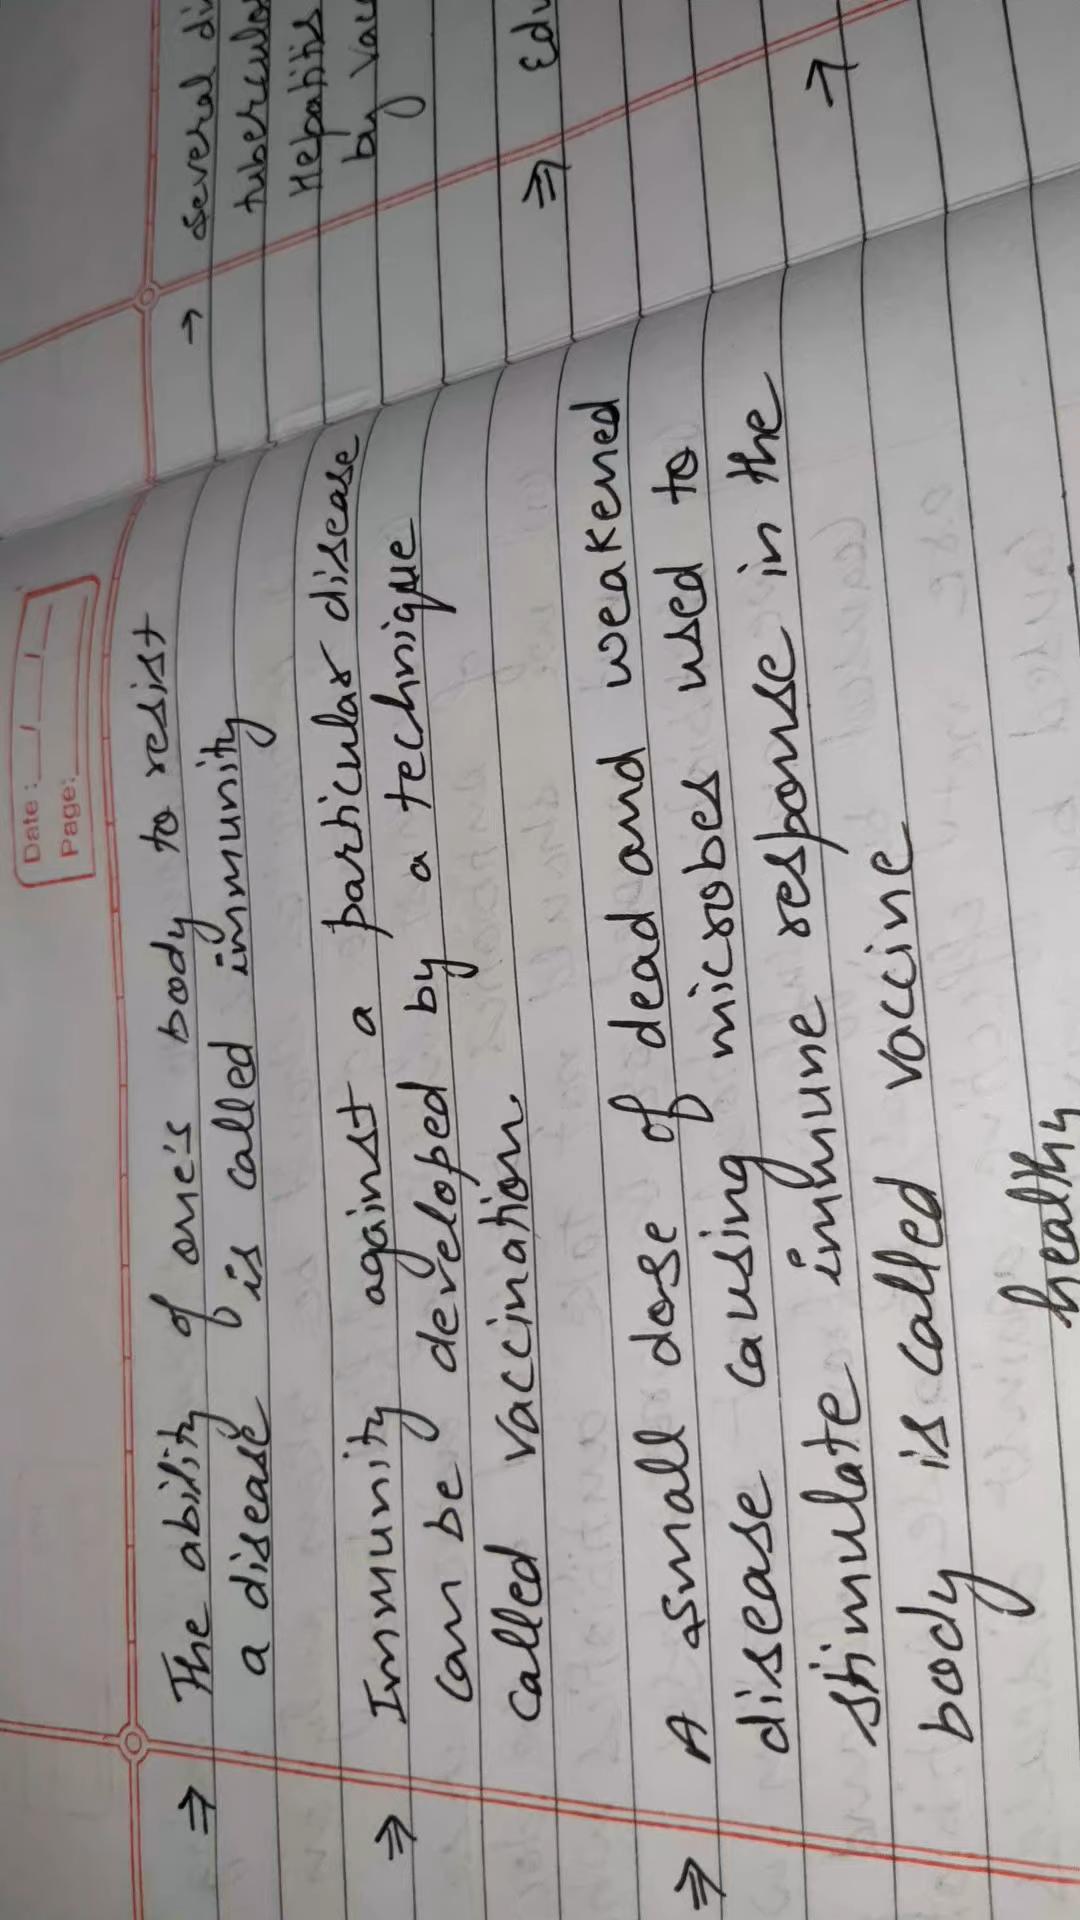 Date :
Page:
⇒ The ability of one's body to resist
a disease is called immunity
⇒ Immunity against a particular disease
can be developed by a technique
called vaccination.
⇒ A small dose of dead and weakened
disease causing microbes used to
stimulate immune response in the
body is called vaccine
healthy
→ several di
tuberculo
Hepatitis
by vac
⇒ Edu
→